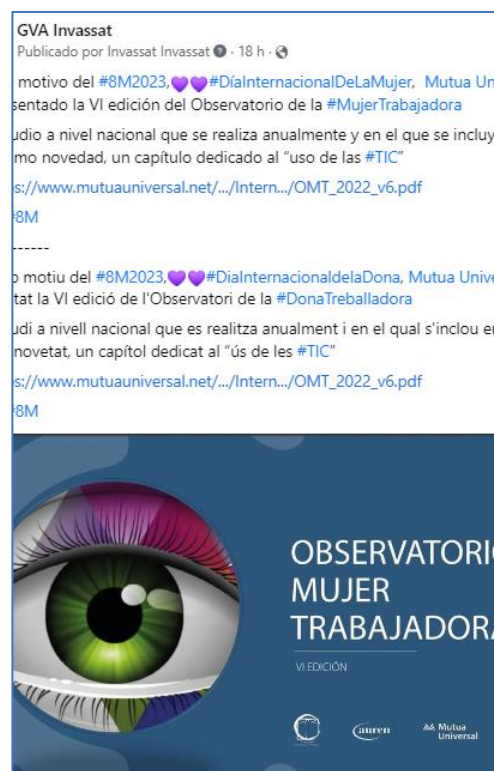 GVA Invassat
Publicado por Invassat Invassat · 18 h ·
motivo del #8M2023,💜💜#DíaInternacionalDeLaMujer, Mutua Un
sentado la VI edición del Observatorio de la #MujerTrabajadora
udio a nivel nacional que se realiza anualmente y en el que se incluy
mo novedad, un capítulo dedicado al “uso de las #TIC”
os://www.mutuauniversal.net/.../Intern.../OMT_2022_v6.pdf
#8M
------
o motiu del #8M2023,💜💜#DiaInternacionaldelaDona, Mutua Unive
tat la VI edició de l'Observatori de la #DonaTreballadora
udi a nivell nacional que es realitza anualment i en el qual s'inclou e
novetat, un capítol dedicat al “ús de les #TIC”
os://www.mutuauniversal.net/.../Intern.../OMT_2022_v6.pdf
#8M
OBSERVATORIO
MUJER
TRABAJADORA
VI EDICIÓN
auren
Mutua
Universal